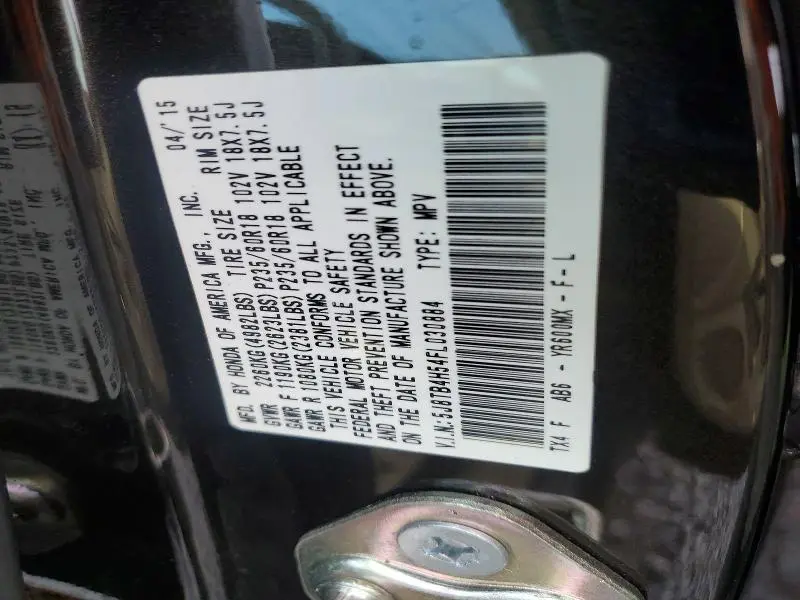 MFD. BY HONDA OF AMERICA MFG., INC. 04/'15
TIRE SIZE RIM SIZE
GVWR 2260KG(4982LBS)
GAWR F 1190KG(2623LBS) P235/60R18 102V 18X7.5J
GAWR R 1080KG(2381LBS) P235/60R18 102V 18X7.5J
THIS VEHICLE CONFORMS TO ALL APPLICABLE
FEDERAL MOTOR VEHICLE SAFETY
AND THEFT PREVENTION STANDARDS IN EFFECT
ON THE DATE OF MANUFACTURE SHOWN ABOVE.
V.I.N.:5J8TB4H54FL030884 TYPE: MPV
TX4 F AB6 - YR600MX - F - L